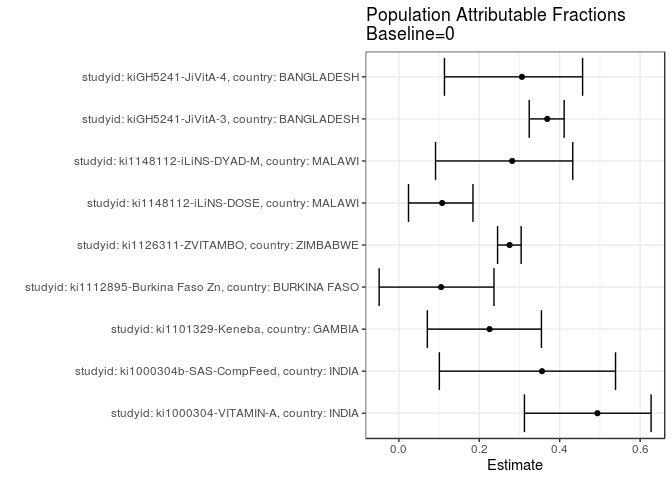 Population Attributable Fractions
Baseline=0
studyid: kiGH5241-JiVitA-4, country: BANGLADESH
studyid: kiGH5241-JiVitA-3, country: BANGLADESH
studyid: ki1148112-iLiNS-DYAD-M, country: MALAWI
studyid: ki1148112-iLiNS-DOSE, country: MALAWI
studyid: ki1126311-ZVITAMBO, country: ZIMBABWE
studyid: ki1112895-Burkina Faso Zn, country: BURKINA FASO
studyid: ki1101329-Keneba, country: GAMBIA
studyid: ki1000304b-SAS-CompFeed, country: INDIA
studyid: ki1000304-VITAMIN-A, country: INDIA
0.0 0.2 0.4 0.6
Estimate